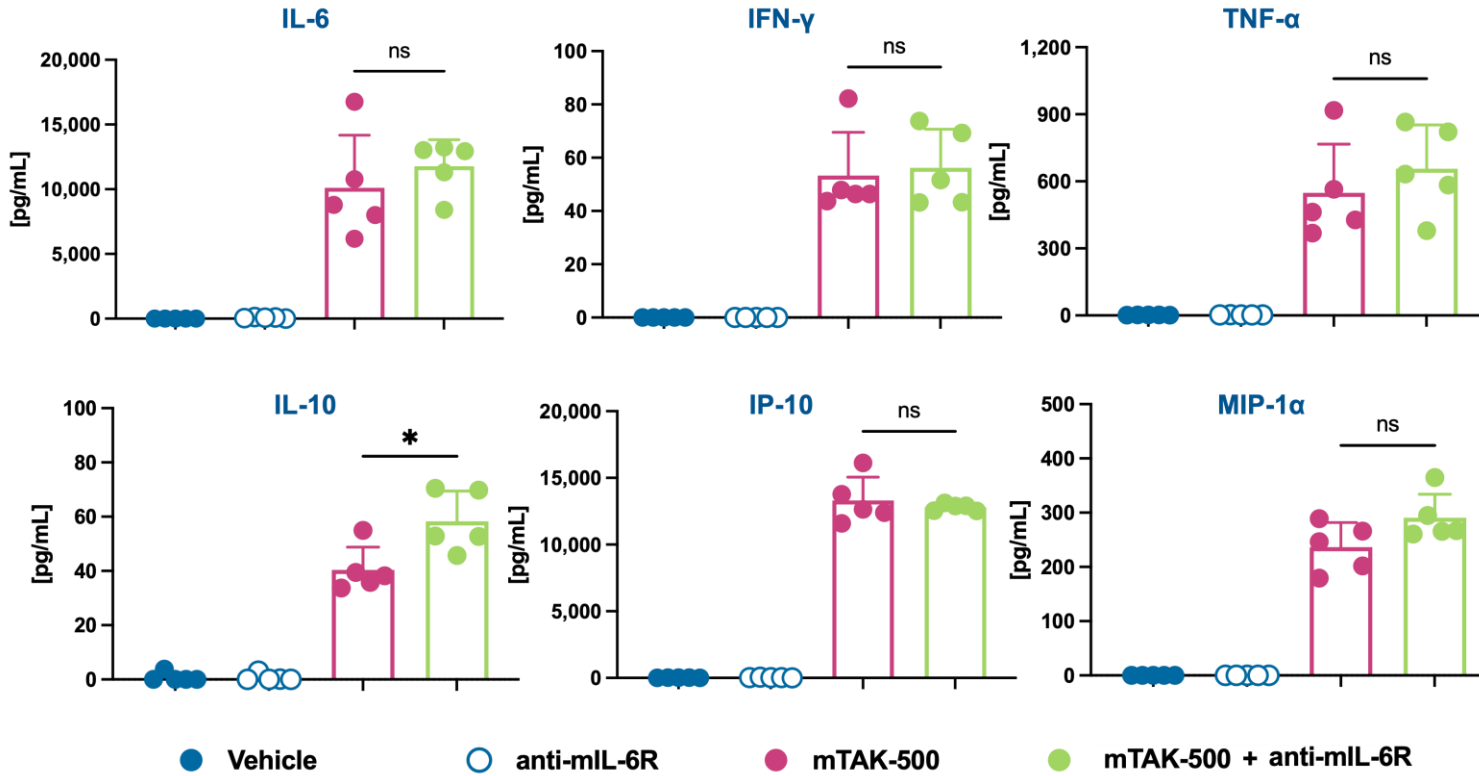 IL-6
IFN-γ
TNF-α
20,000
15,000
10,000
5,000
0
[pg/mL]
ns
100
80
60
40
20
0
[pg/mL]
ns
1,200
900
600
300
0
[pg/mL]
ns
IL-10
IP-10
MIP-1α
100
80
60
40
20
0
[pg/mL]
*
20,000
15,000
10,000
5,000
0
[pg/mL]
ns
500
400
300
200
100
0
[pg/mL]
ns
Vehicle anti-mIL-6R mTAK-500 mTAK-500 + anti-mIL-6R